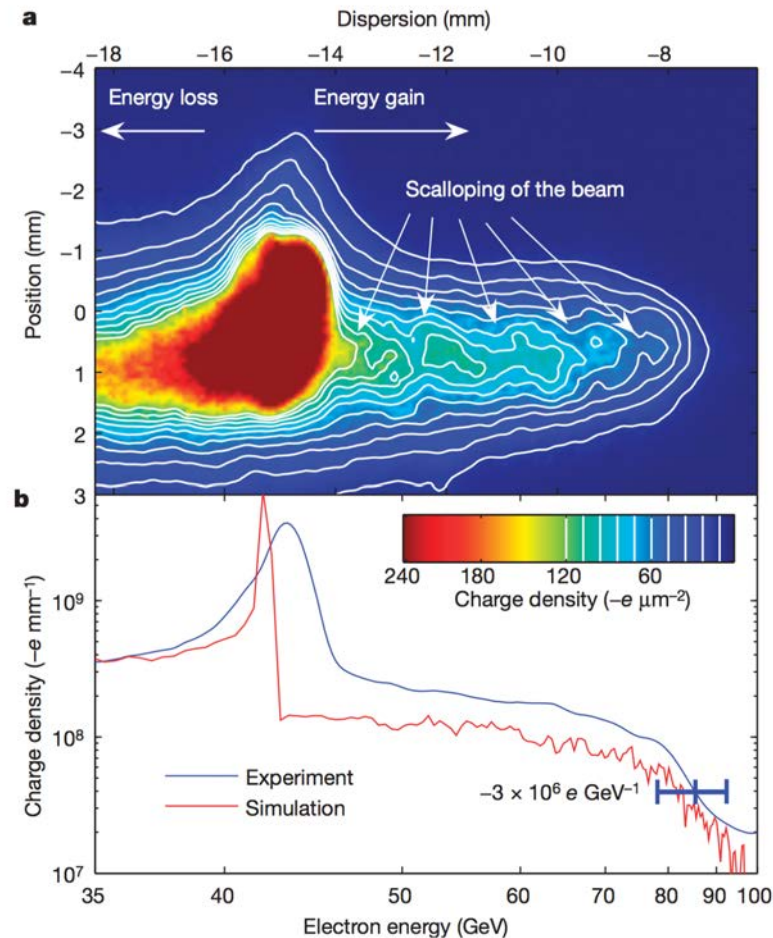 a
Dispersion (mm)
−18 −16 −14 −12 −10 −8
−4
Energy loss Energy gain
−3
−2
Scalloping of the beam
−1
Position (mm)
0
1
2
b
3
240 180 120 60
Charge density (−e μm⁻²)
10⁹
Charge density (−e mm⁻¹)
10⁸
Experiment
−3 × 10⁶ e GeV⁻¹
Simulation
10⁷
35 40 50 60 70 80 90 100
Electron energy (GeV)